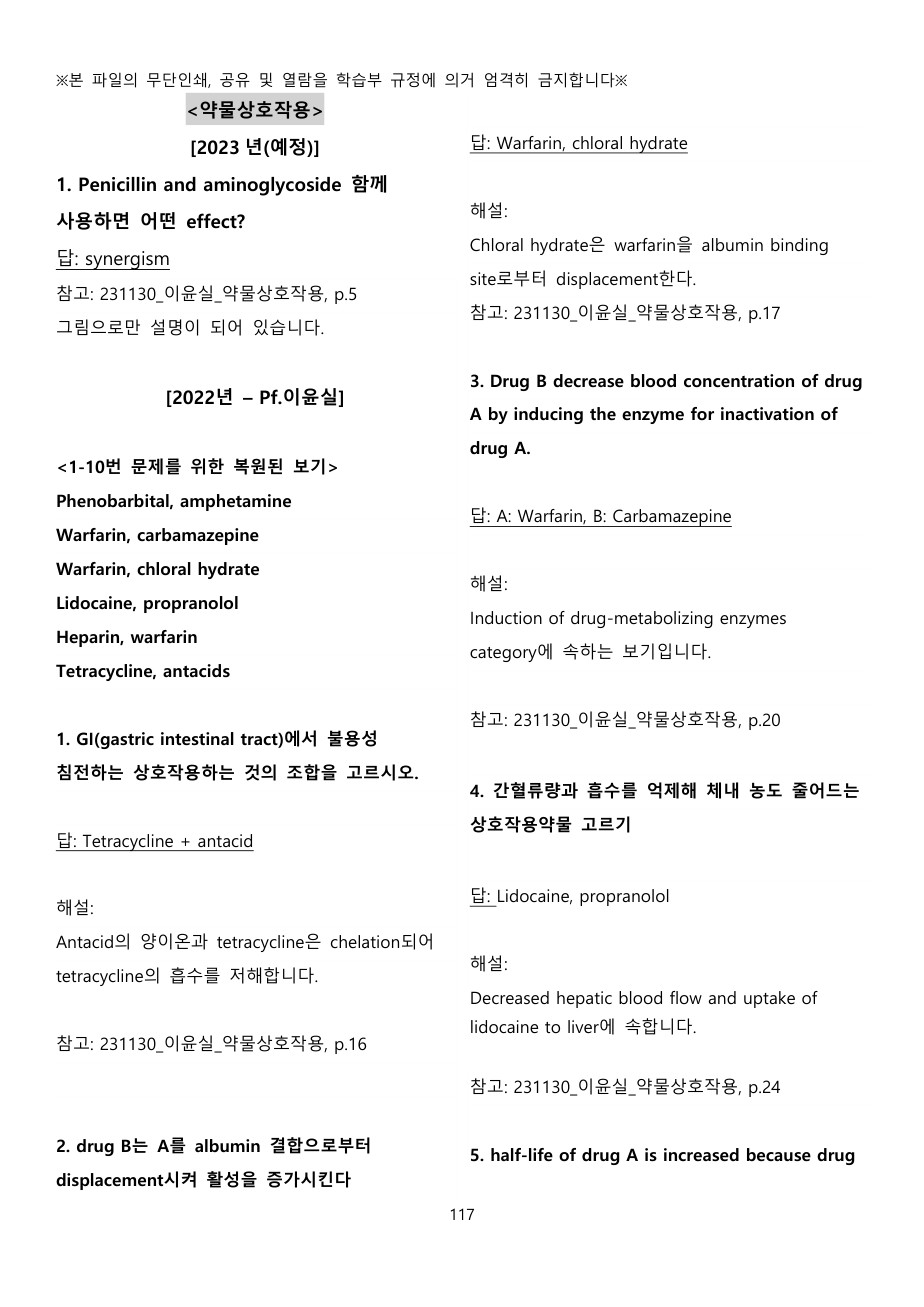 ※본 파일의 무단인쇄, 공유 및 열람을 학습부 규정에 의거 엄격히 금지합니다※
<약물상호작용>
[2023 년(예정)]
1. Penicillin and aminoglycoside 함께
사용하면 어떤 effect?
답: synergism
참고: 231130_이윤실_약물상호작용, p.5
그림으로만 설명이 되어 있습니다.
[2022년 – Pf.이윤실]
<1-10번 문제를 위한 복원된 보기>
Phenobarbital, amphetamine
Warfarin, carbamazepine
Warfarin, chloral hydrate
Lidocaine, propranolol
Heparin, warfarin
Tetracycline, antacids
1. GI(gastric intestinal tract)에서 불용성
침전하는 상호작용하는 것의 조합을 고르시오.
답: Tetracycline + antacid
해설:
Antacid의 양이온과 tetracycline은 chelation되어
tetracycline의 흡수를 저해합니다.
참고: 231130_이윤실_약물상호작용, p.16
2. drug B는 A를 albumin 결합으로부터
displacement시켜 활성을 증가시킨다
답: Warfarin, chloral hydrate
해설:
Chloral hydrate은 warfarin을 albumin binding
site로부터 displacement한다.
참고: 231130_이윤실_약물상호작용, p.17
3. Drug B decrease blood concentration of drug
A by inducing the enzyme for inactivation of
drug A.
답: A: Warfarin, B: Carbamazepine
해설:
Induction of drug-metabolizing enzymes
category에 속하는 보기입니다.
참고: 231130_이윤실_약물상호작용, p.20
4. 간혈류량과 흡수를 억제해 체내 농도 줄어드는
상호작용약물 고르기
답: Lidocaine, propranolol
해설:
Decreased hepatic blood flow and uptake of
lidocaine to liver에 속합니다.
참고: 231130_이윤실_약물상호작용, p.24
5. half-life of drug A is increased because drug
117